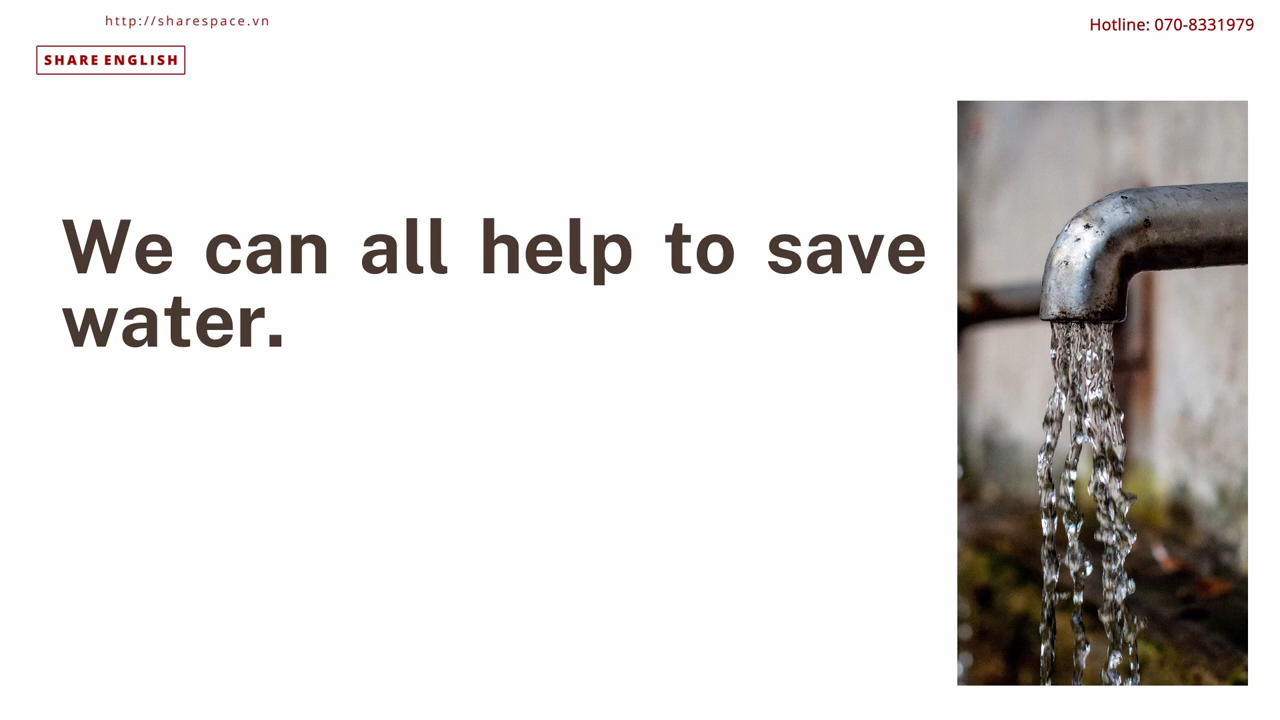 http://sharespace.vn
Hotline: 070-8331979
SHARE ENGLISH
We can all help to save
water.